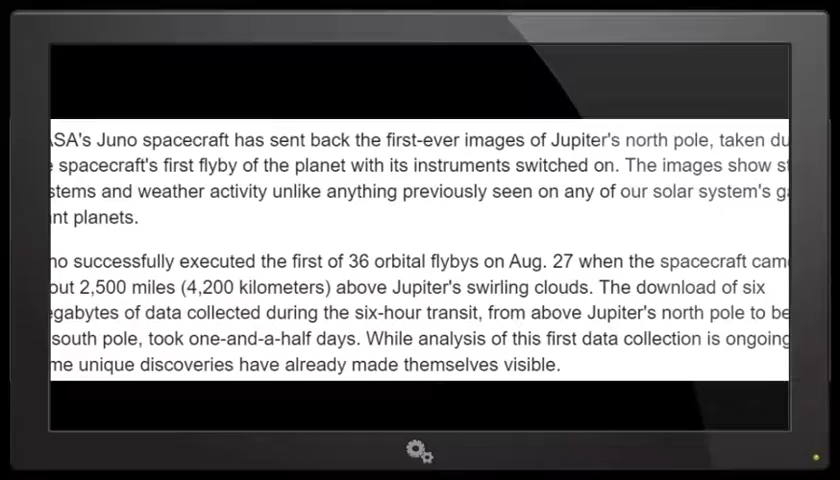 ASA's Juno spacecraft has sent back the first-ever images of Jupiter's north pole, taken du
spacecraft's first flyby of the planet with its instruments switched on. The images show st
stems and weather activity unlike anything previously seen on any of our solar system's ga
nt planets.
no successfully executed the first of 36 orbital flybys on Aug. 27 when the spacecraft cam
out 2,500 miles (4,200 kilometers) above Jupiter's swirling clouds. The download of six
egabytes of data collected during the six-hour transit, from above Jupiter's north pole to be
south pole, took one-and-a-half days. While analysis of this first data collection is ongoing
me unique discoveries have already made themselves visible.